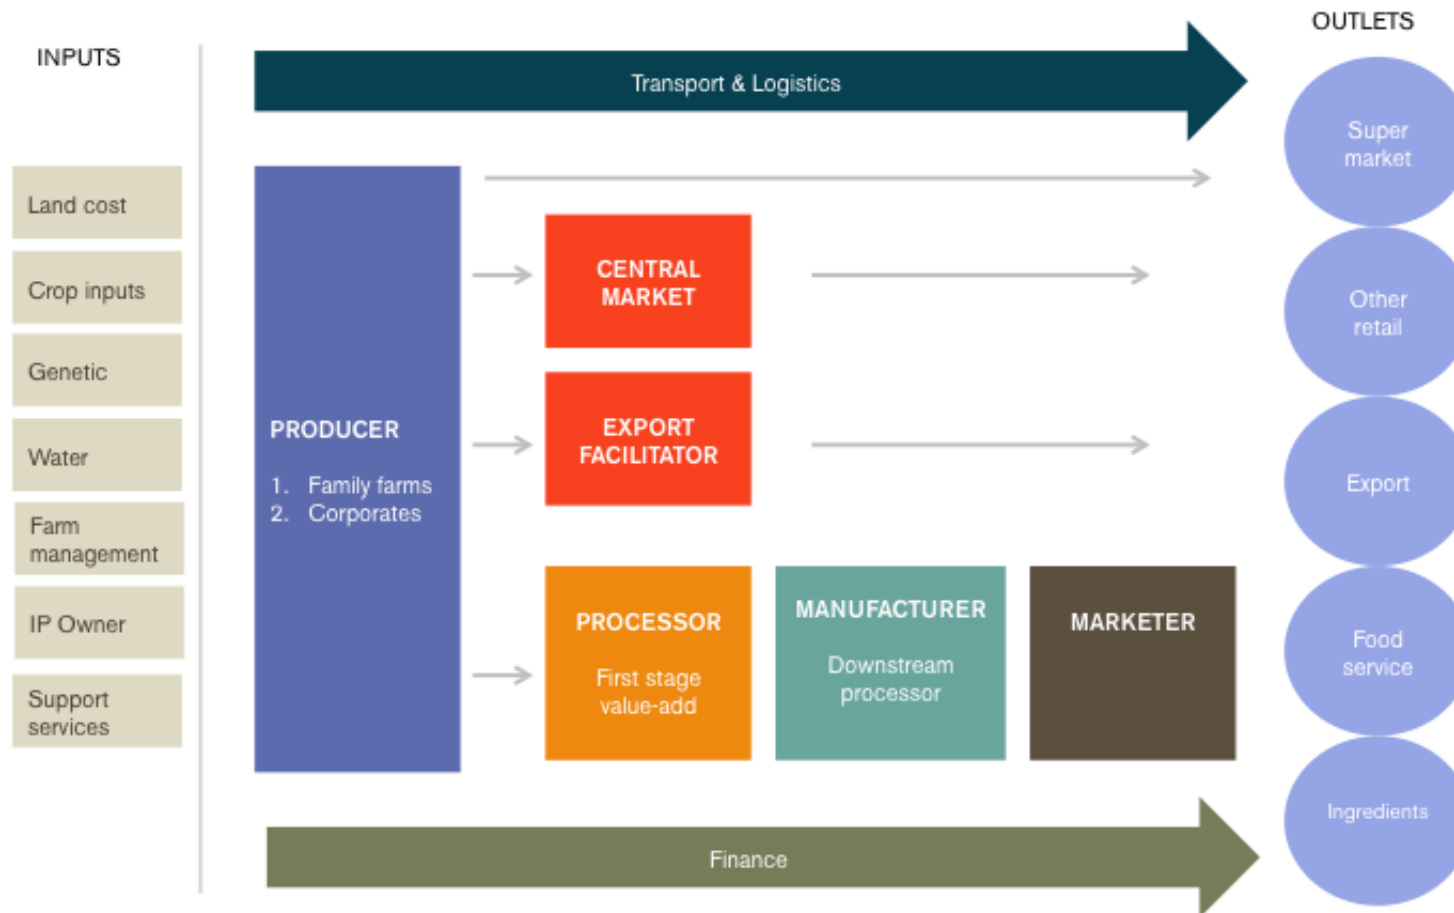 INPUTS
Land cost
Crop inputs
Genetic
Water
Farm
management
IP Owner
Support
services
Transport & Logistics
PRODUCER
1. Family farms
2. Corporates
CENTRAL
MARKET
EXPORT
FACILITATOR
PROCESSOR
First stage
value-add
MANUFACTURER
Downstream
processor
MARKETER
Finance
OUTLETS
Super
market
Other
retail
Export
Food
service
Ingredients